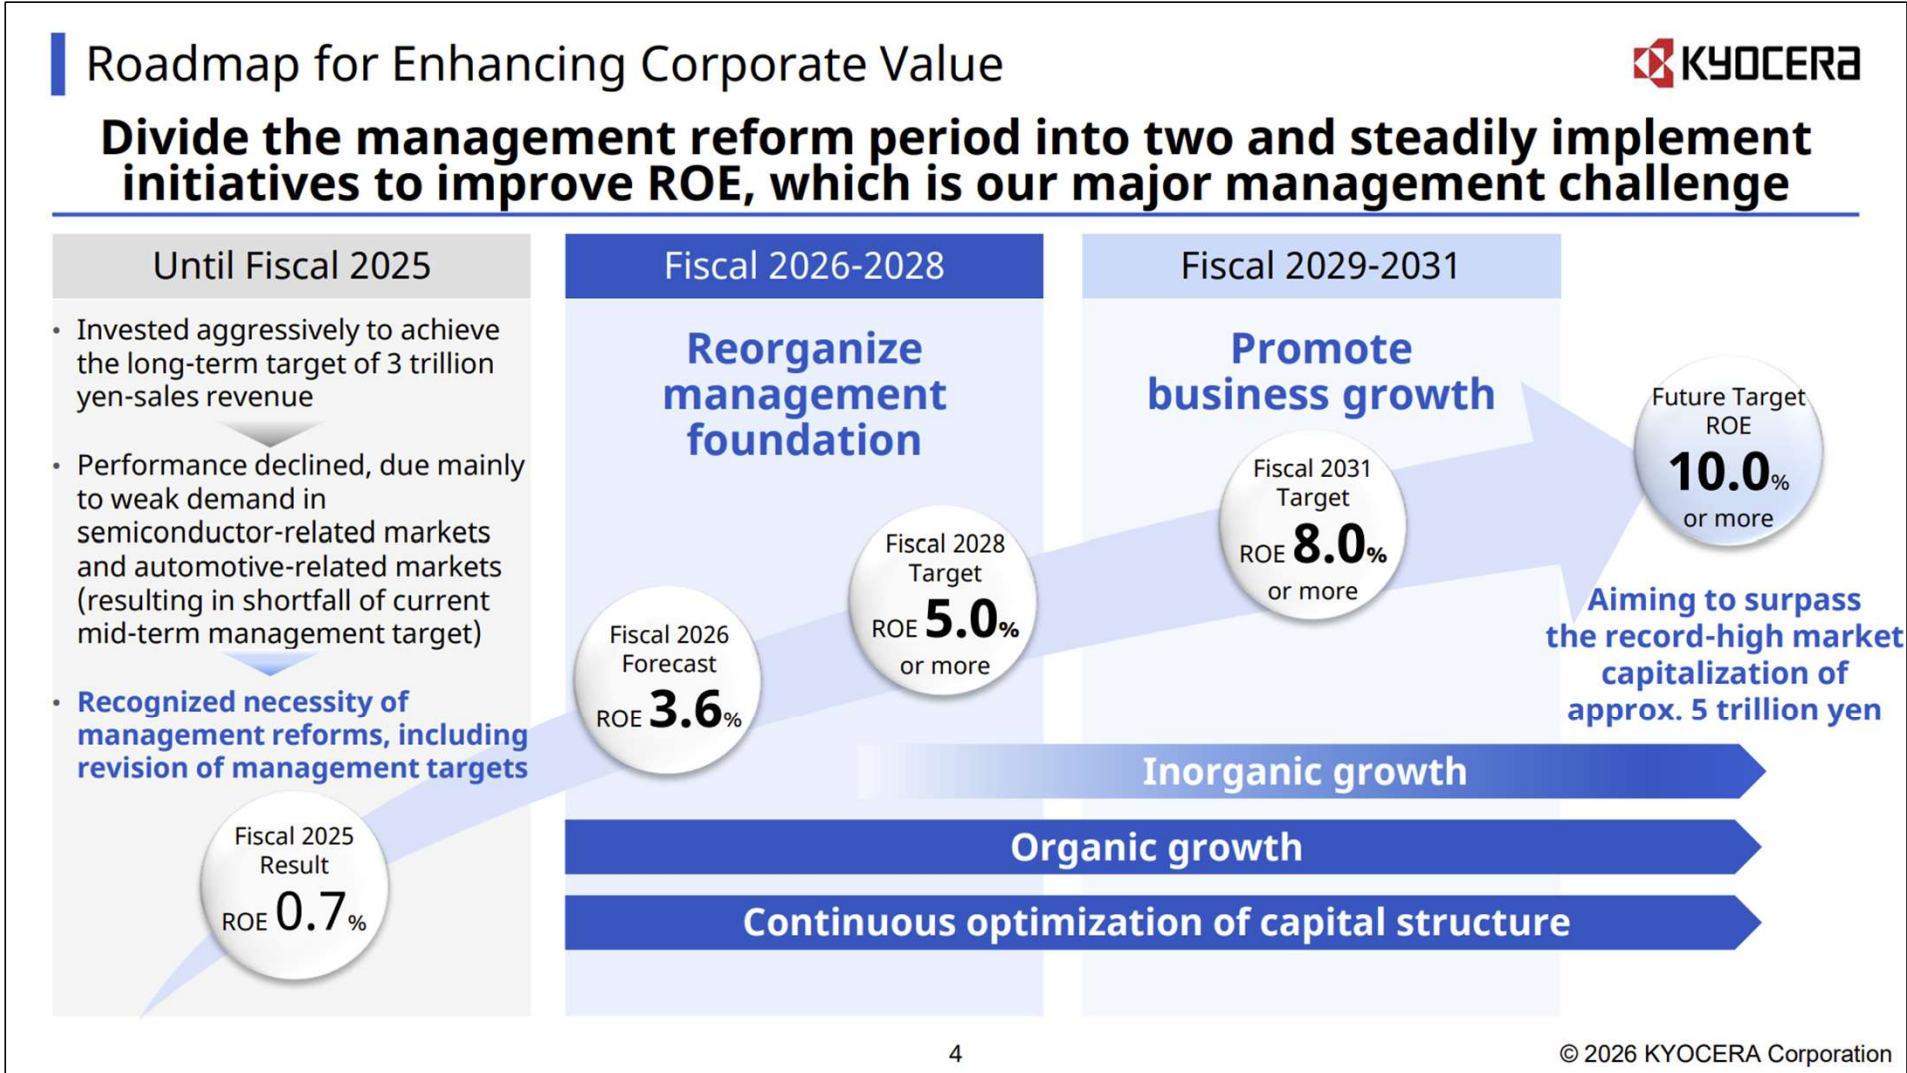 Roadmap for Enhancing Corporate Value
KYOCERA
Divide the management reform period into two and steadily implement
initiatives to improve ROE, which is our major management challenge
Until Fiscal 2025
• Invested aggressively to achieve
the long-term target of 3 trillion
yen-sales revenue
• Performance declined, due mainly
to weak demand in
semiconductor-related markets
and automotive-related markets
(resulting in shortfall of current
mid-term management target)
• Recognized necessity of
management reforms, including
revision of management targets
Fiscal 2025
Result
ROE 0.7%
Fiscal 2026-2028
Reorganize
management
foundation
Fiscal 2026
Forecast
ROE 3.6%
Fiscal 2028
Target
ROE 5.0%
or more
Fiscal 2029-2031
Promote
business growth
Fiscal 2031
Target
ROE 8.0%
or more
Future Target
ROE
10.0%
or more
Aiming to surpass
the record-high market
capitalization of
approx. 5 trillion yen
Inorganic growth
Organic growth
Continuous optimization of capital structure
4
© 2026 KYOCERA Corporation